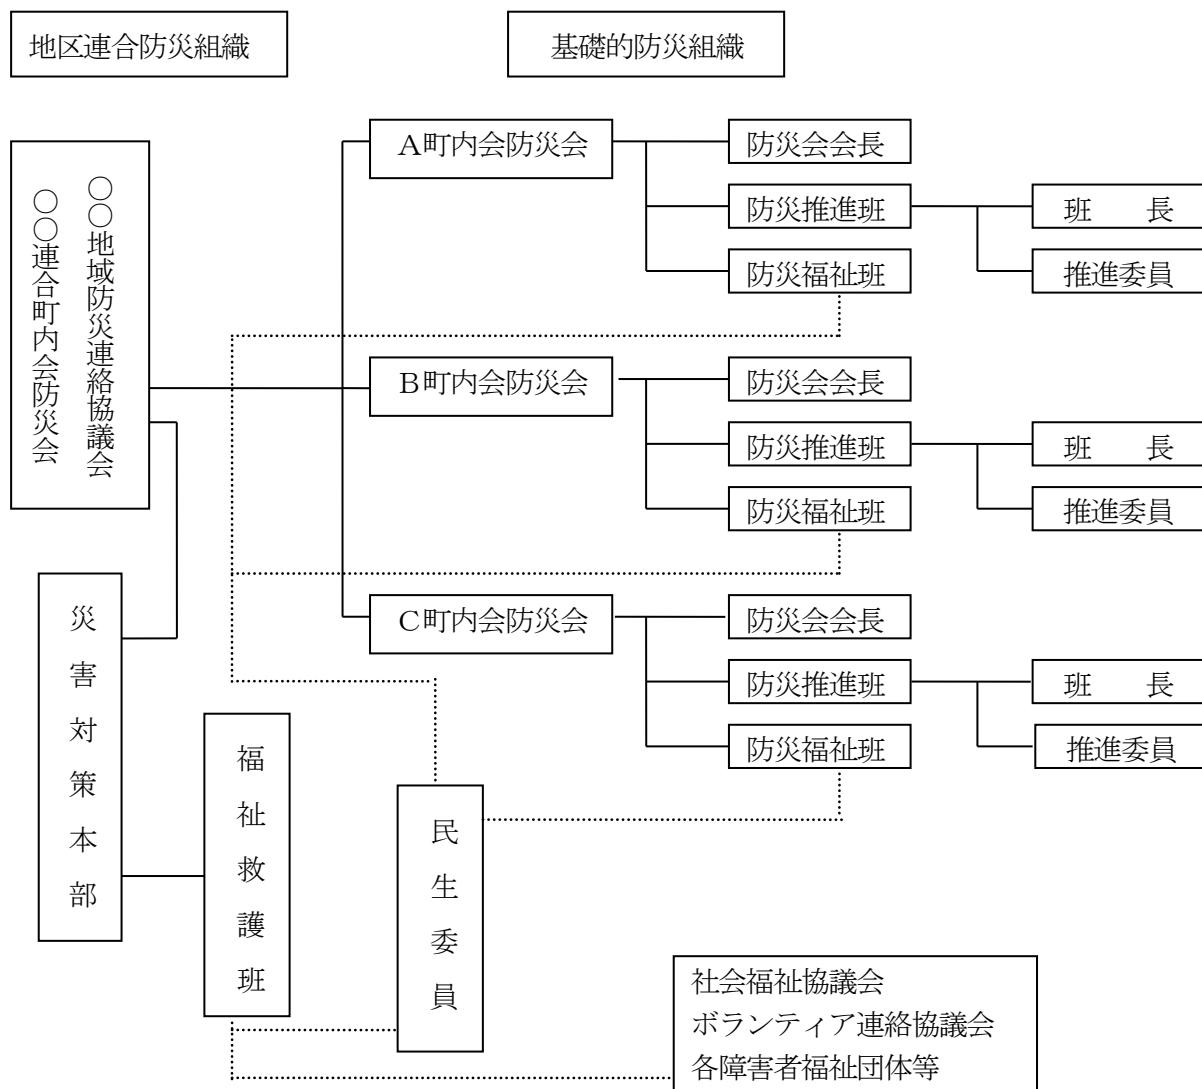 地区連合防災組織
基礎的防災組織
○○地域防災連絡協議会
○○連合町内会防災会
A町内会防災会
防災会会長
防災推進班
班　　長
防災福祉班
推進委員
B町内会防災会
防災会会長
防災推進班
班　　長
防災福祉班
推進委員
C町内会防災会
防災会会長
防災推進班
班　　長
防災福祉班
推進委員
災害対策本部
福祉救護班
民生委員
社会福祉協議会
ボランティア連絡協議会
各障害者福祉団体等